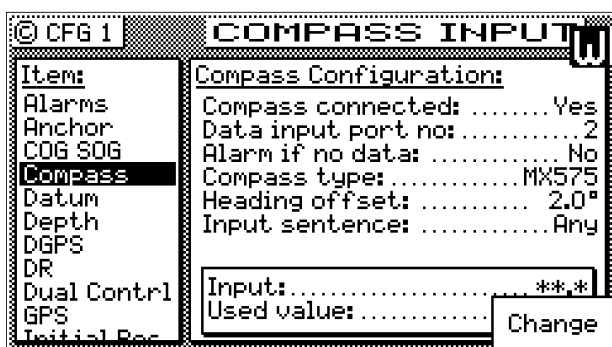 © CFG 1
COMPASS INPUT
Item:
Alarms
Anchor
COG SOG
Compass
Datum
Depth
DGPS
DR
Dual Contrl
GPS
Compass Configuration:
Compass connected: ........Yes
Data input port no:............2
Alarm if no data: ............. No
Compass type: .............MX575
Heading offset: ........... 2.0°
Input sentence: .............Any
Input:........................**.*
Used value:..............
Change